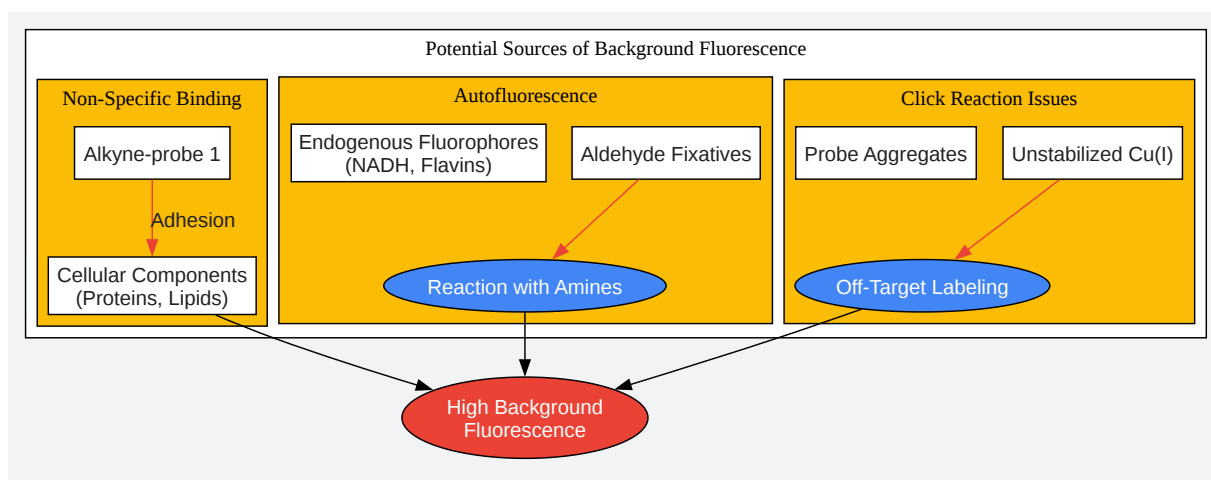 Potential Sources of Background Fluorescence
Non-Specific Binding
Alkyne-probe 1
Adhesion
Cellular Components
(Proteins, Lipids)
Autofluorescence
Endogenous Fluorophores
(NADH, Flavins)
Aldehyde Fixatives
Reaction with Amines
Click Reaction Issues
Probe Aggregates
Unstabilized Cu(I)
Off-Target Labeling
High Background
Fluorescence